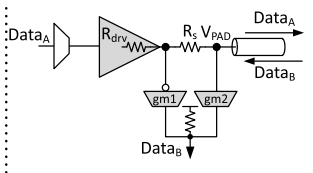 Data_A
R_drv
R_s V_PAD
Data_A
Data_B
gm1
gm2
Data_B